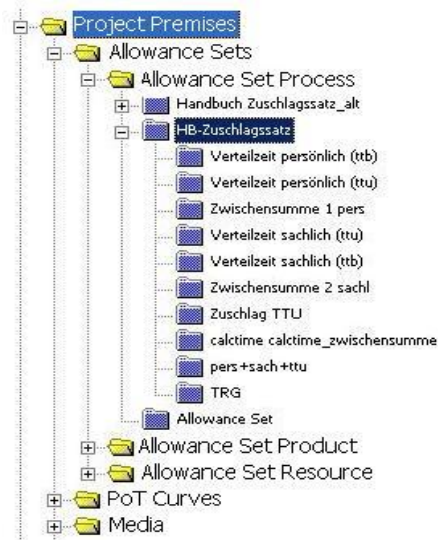 Project Premises
Allowance Sets
Allowance Set Process
Handbuch Zuschlagssatz_alt
HB-Zuschlagssatz
Verteilzeit persönlich (ttb)
Verteilzeit persönlich (ttu)
Zwischensumme 1 pers
Verteilzeit sachlich (ttu)
Verteilzeit sachlich (ttb)
Zwischensumme 2 sachl
Zuschlag TTU
calctime calctime_zwischensumme
pers+sach+ttu
TRG
Allowance Set
Allowance Set Product
Allowance Set Resource
PoT Curves
Media